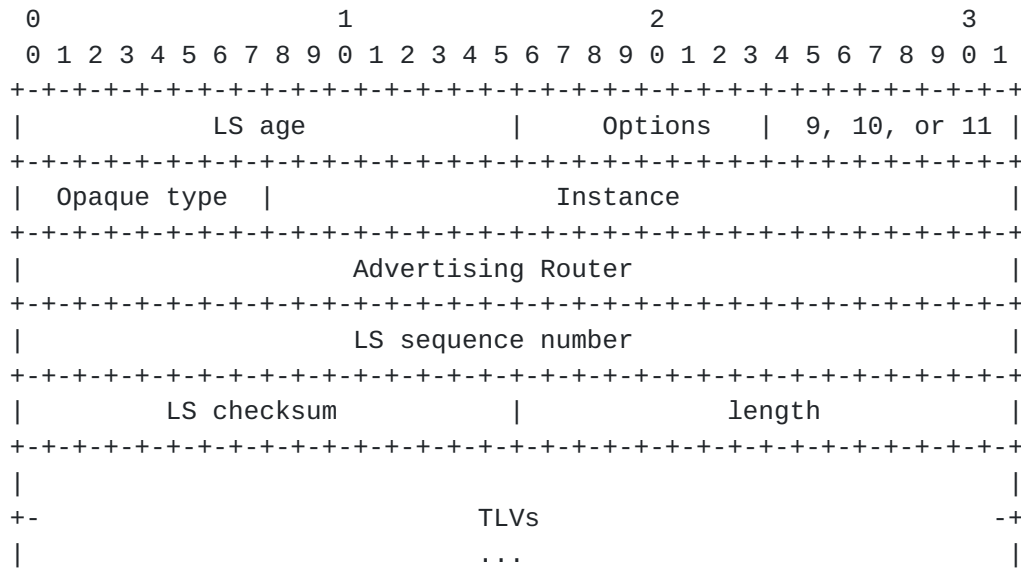 0                   1                   2                   3
 0 1 2 3 4 5 6 7 8 9 0 1 2 3 4 5 6 7 8 9 0 1 2 3 4 5 6 7 8 9 0 1
+-+-+-+-+-+-+-+-+-+-+-+-+-+-+-+-+-+-+-+-+-+-+-+-+-+-+-+-+-+-+-+-+
|            LS age             |     Options   |  9, 10, or 11 |
+-+-+-+-+-+-+-+-+-+-+-+-+-+-+-+-+-+-+-+-+-+-+-+-+-+-+-+-+-+-+-+-+
|  Opaque type  |                  Instance                     |
+-+-+-+-+-+-+-+-+-+-+-+-+-+-+-+-+-+-+-+-+-+-+-+-+-+-+-+-+-+-+-+-+
|                     Advertising Router                        |
+-+-+-+-+-+-+-+-+-+-+-+-+-+-+-+-+-+-+-+-+-+-+-+-+-+-+-+-+-+-+-+-+
|                     LS sequence number                        |
+-+-+-+-+-+-+-+-+-+-+-+-+-+-+-+-+-+-+-+-+-+-+-+-+-+-+-+-+-+-+-+-+
|         LS checksum           |             length            |
+-+-+-+-+-+-+-+-+-+-+-+-+-+-+-+-+-+-+-+-+-+-+-+-+-+-+-+-+-+-+-+-+
|                                                               |
+-                            TLVs                             -+
|                             ...                               |